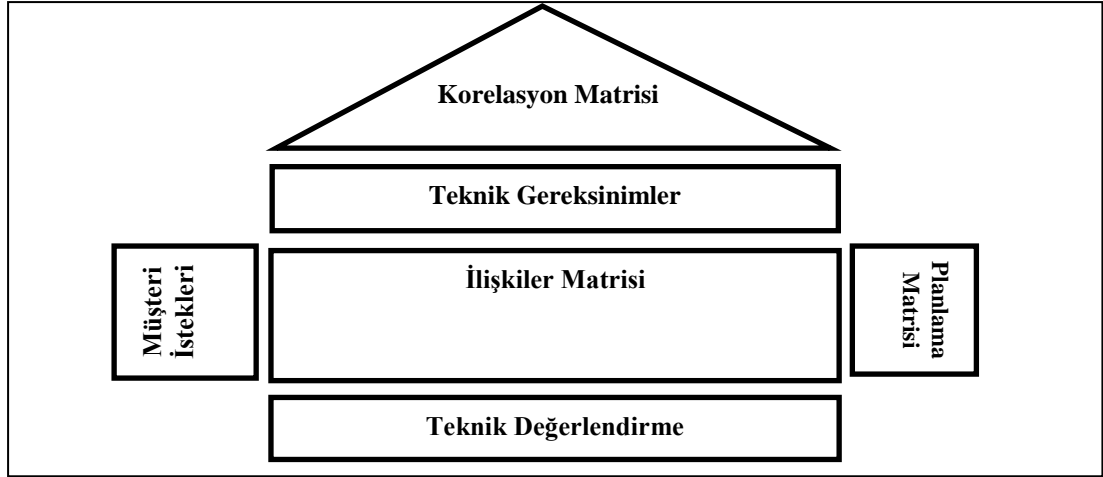 Korelasyon Matrisi
Teknik Gereksinimler
Müşteri
İstekleri
İlişkiler Matrisi
Planlama
Matrisi
Teknik Değerlendirme